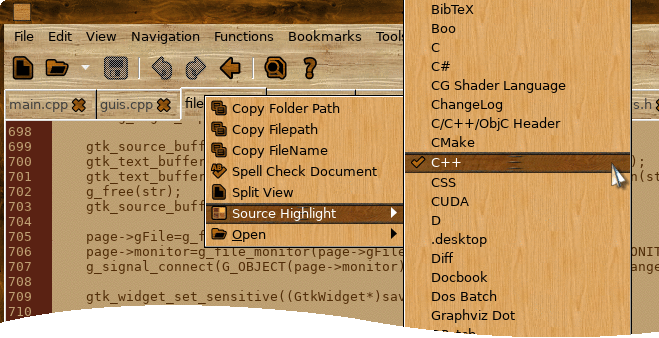 File Edit View Navigation Functions Bookmarks Tools
main.cpp guis.cpp file s.h
698
699 gtk_source_buff
700 gtk_text_buffer
701 gtk_text_buffer
702 g_free(str);
703 gtk_source_buff
704
705 page->gFile=g_f
706 page->monitor=g_file_monitor(page->gFile
707 g_signal_connect(G_OBJECT(page->monitor)
708
709 gtk_widget_set_sensitive((GtkWidget*)sav
710
Copy Folder Path
Copy Filepath
Copy FileName
Spell Check Document
Split View
Source Highlight
Open
BibTeX
Boo
C
C#
CG Shader Language
ChangeLog
C/C++/ObjC Header
CMake
C++
CSS
CUDA
D
.desktop
Diff
Docbook
Dos Batch
Graphviz Dot